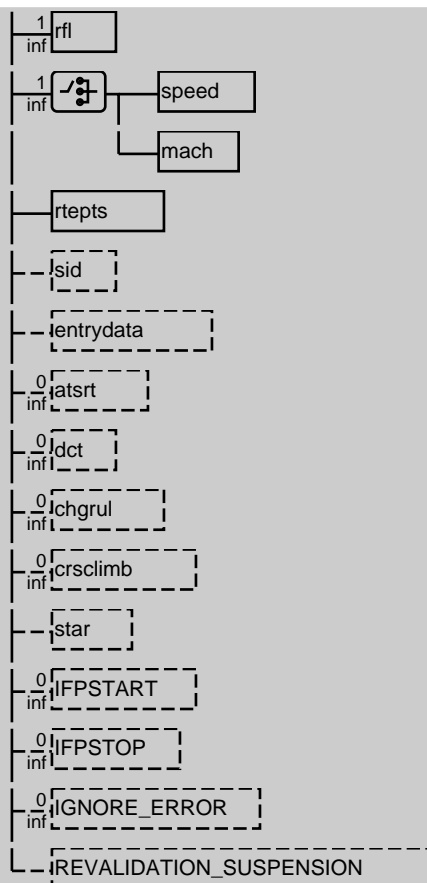 1
inf
rfl
1
inf
speed
mach
rtepts
sid
entrydata
0
inf
atsrt
0
inf
dct
0
inf
chgrul
0
inf
crsclimb
star
0
inf
IFPSTART
0
inf
IFPSTOP
0
inf
IGNORE_ERROR
REVALIDATION_SUSPENSION